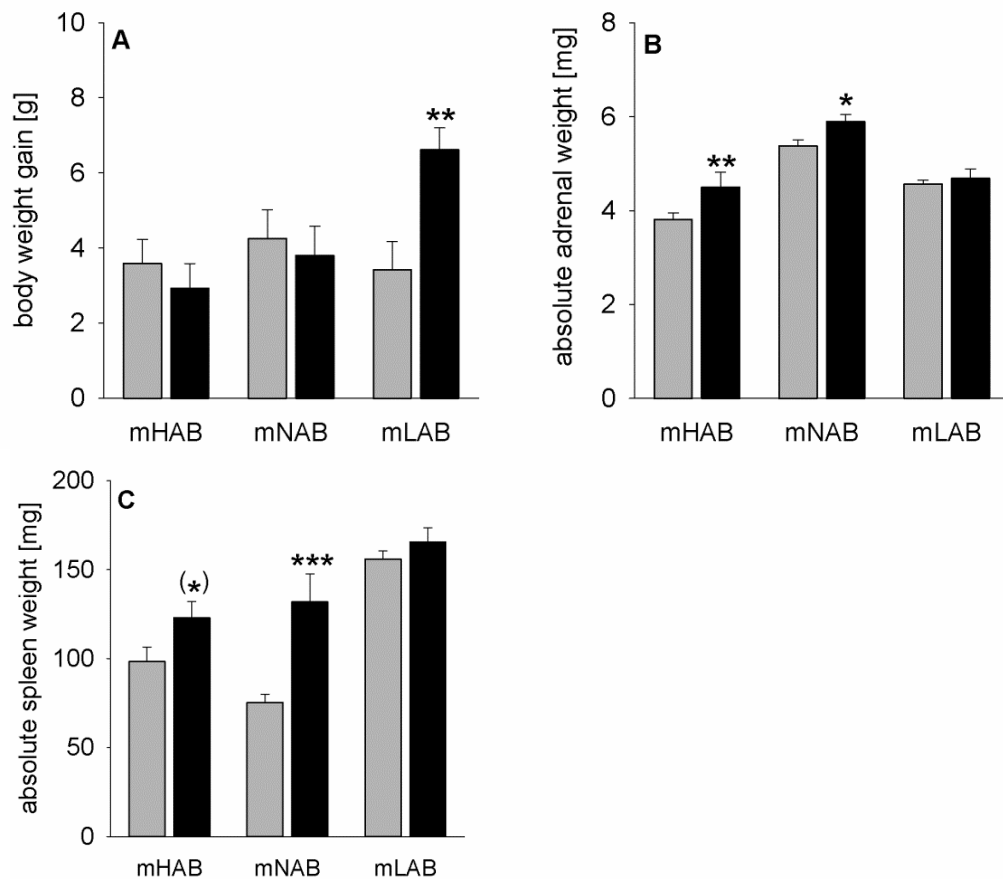 A
body weight gain [g]
10
8
6
4
2
0
**
mHAB mNAB mLAB
B
absolute adrenal weight [mg]
8
6
4
2
0
**
*
mHAB mNAB mLAB
C
absolute spleen weight [mg]
200
150
100
50
0
(*)
***
mHAB mNAB mLAB